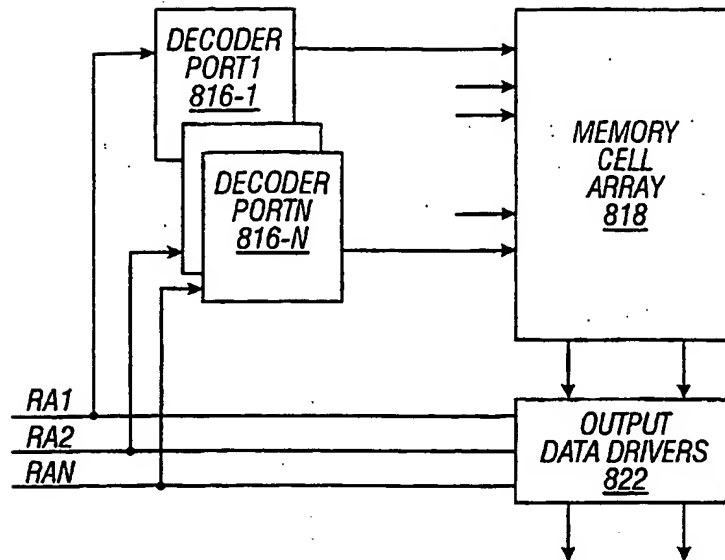 DECODER
PORT1
816-1
DECODER
PORTN
816-N
MEMORY
CELL
ARRAY
818
RA1
RA2
RAN
OUTPUT
DATA DRIVERS
822